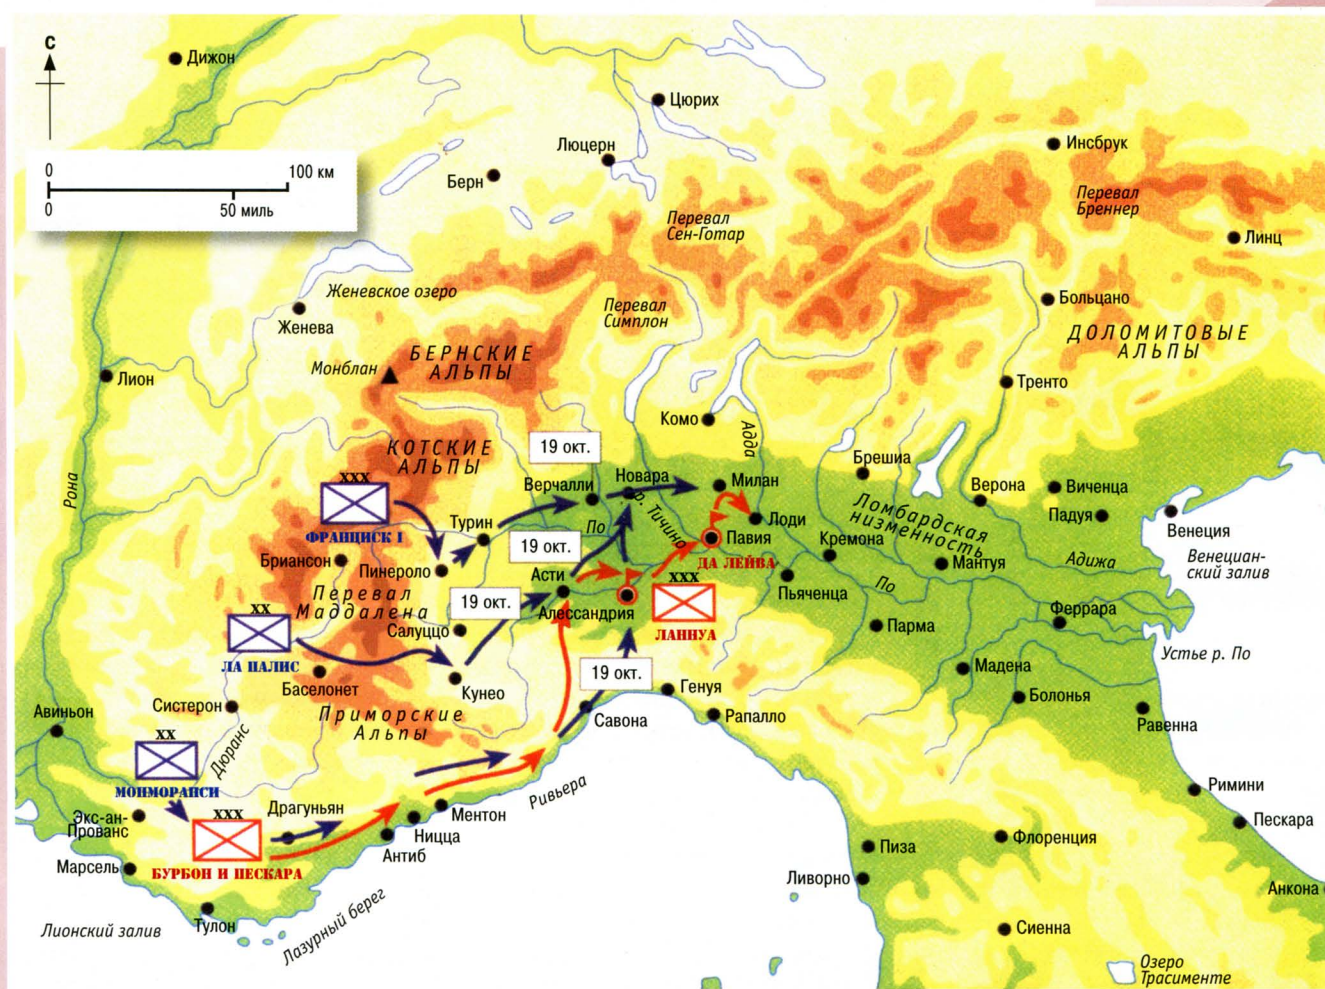 С
Дижон
0
100 км
0
50 миль
Цюрих
Люцерн
Берн
Инсбрук
Перевал
Бреннер
Перевал
Сен-Готар
Линц
Женевское озеро
Женева
Перевал
Симплон
Больцано
ДОЛОМИТОВЫЕ
АЛЬПЫ
БЕРНСКИЕ
АЛЬПЫ
Монблан
Лион
Тренто
Комо
Адда
КОТСКИЕ
АЛЬПЫ
19 окт.
Брешиа
Рона
XXX
ФРАНЦИСК I
Верчалли
Новара
Милан
Верона
Виченца
Падуя
Венеция
Венециан-
ский залив
Турин
По
р. Тичино
Лоди
Павия
ДА ЛЕЙВА
Ломбардская
низменность
Кремона
Мантуя
Адижа
Бриансон
Пинероло
19 окт.
Асти
XXX
ЛАННУА
Пьяченца
По
Феррара
Перевал
Маддалена
19 окт.
Алессандрия
XX
ЛА ПАЛИС
Салуццо
Парма
Устье р. По
Баселонет
Кунео
19 окт.
Генуя
Мадена
Болонья
Систерон
Приморские
Альпы
Савона
Рапалло
Равенна
Авиньон
Дюранс
XX
МОНМОРАНСИ
Ривьера
Римини
Экс-ан-
Прованс
XXX
БУРБОН И ПЕСКАРА
Драгуньян
Ментон
Ницца
Антиб
Пескара
Флоренция
Пиза
Марсель
Ливорно
Анкона
Тулон
Лионский залив
Лазурный берег
Сиенна
Озеро
Трасименте